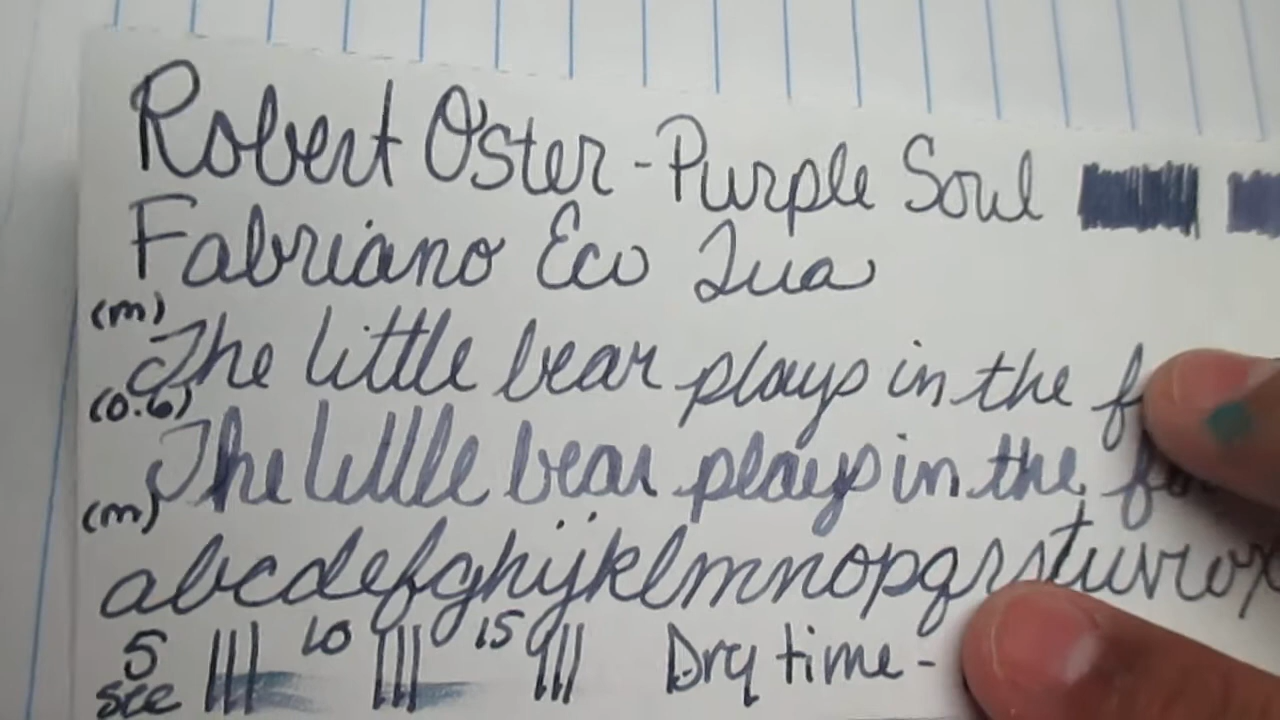 Robert Oster - Purple Soul
Fabriano Eco Qua
(m)
The little bear plays in the
(0.6)
The little bear plays in the
(m)
abcdefghijklmnopqrstuvwx
5 sec 10 15 Dry time -